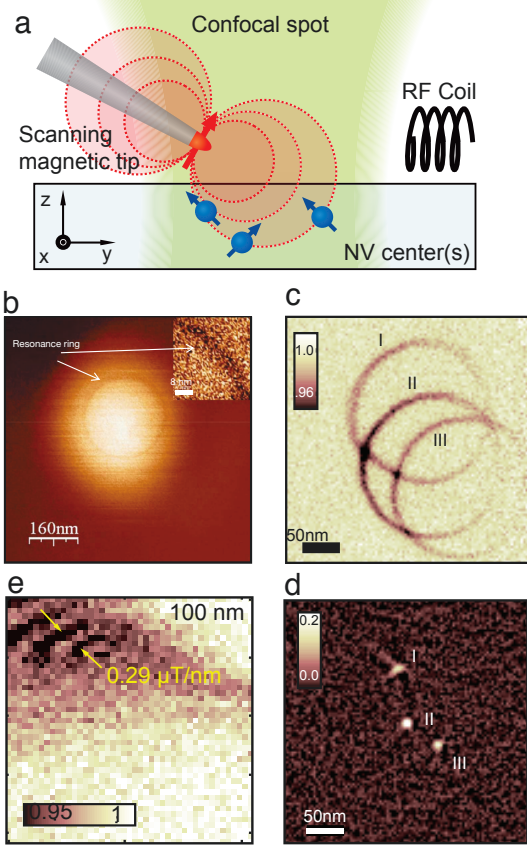 a
Confocal spot
RF Coil
Scanning
magnetic tip
z
x
y
NV center(s)
b
Resonance ring
8 nm
160nm
c
1.0
.96
I
II
III
50nm
e
100 nm
0.29 µT/nm
0.95
1
d
0.2
0.0
I
II
III
50nm